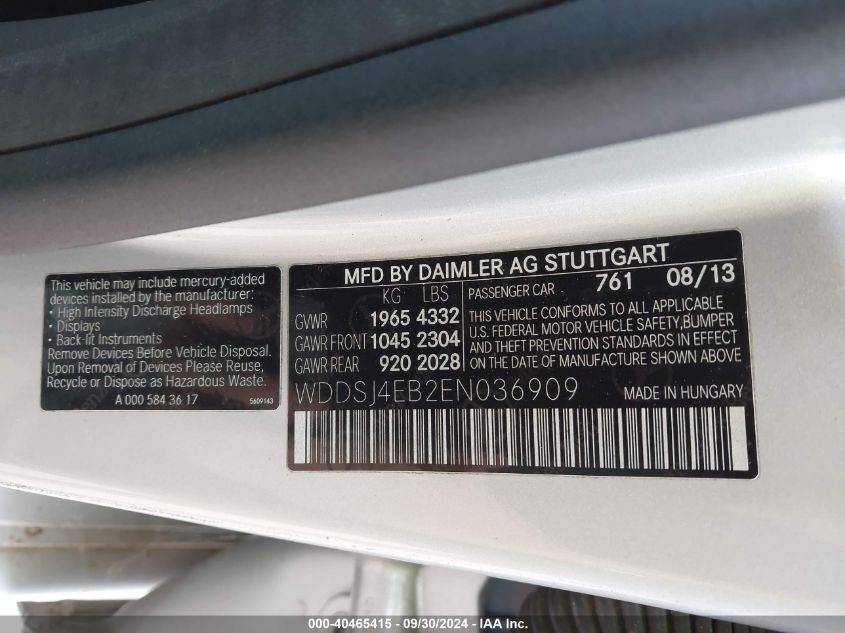 This vehicle may include mercury-added
devices installed by the manufacturer:
• High Intensity Discharge Headlamps
• Displays
• Back-lit Instruments
Remove Devices Before Vehicle Disposal.
Upon Removal of Devices Please Reuse,
Recycle or Dispose as Hazardous Waste.
A 000 584 36 17
5609143
MFD BY DAIMLER AG STUTTGART
KG LBS
GVWR 1965 4332
GAWR FRONT 1045 2304
GAWR REAR 920 2028
PASSENGER CAR 761 08/13
THIS VEHICLE CONFORMS TO ALL APPLICABLE
U.S. FEDERAL MOTOR VEHICLE SAFETY,BUMPER
AND THEFT PREVENTION STANDARDS IN EFFECT
ON THE DATE OF MANUFACTURE SHOWN ABOVE
WDDSJ4EB2EN036909
MADE IN HUNGARY
000-40465415 - 09/30/2024 - IAA Inc.